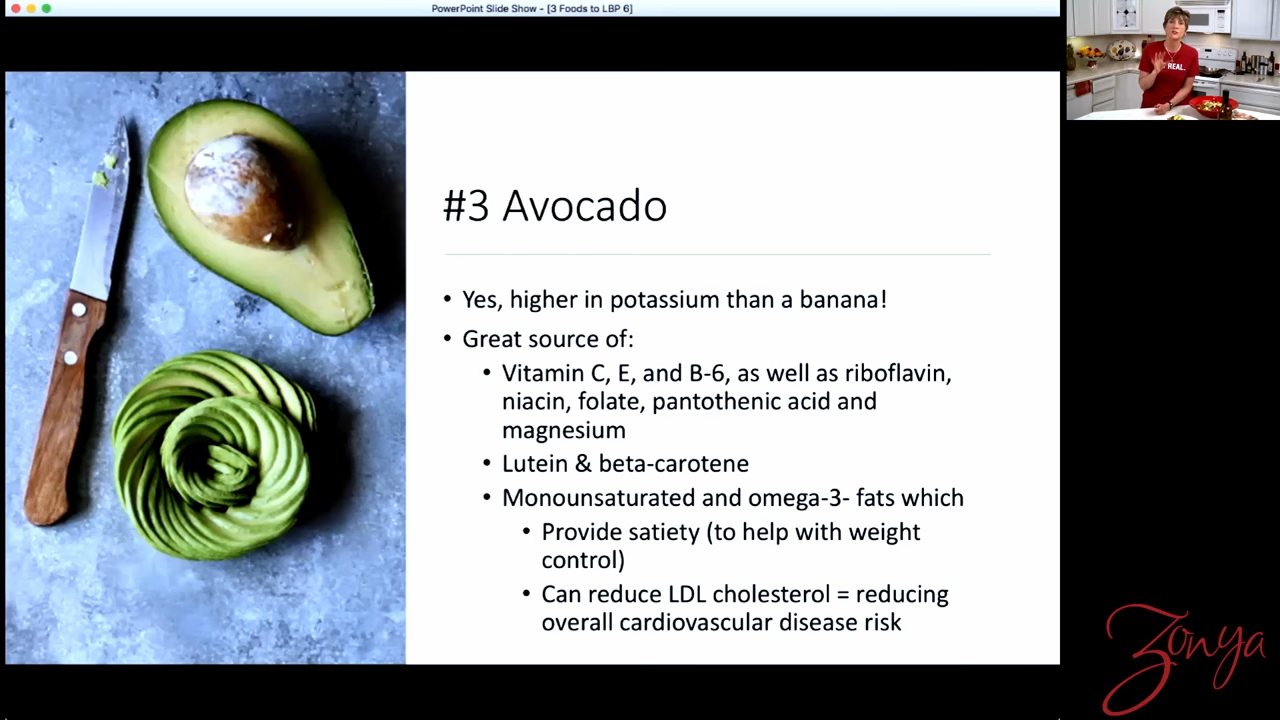 PowerPoint Slide Show - [3 Foods to LBP 6]
REAL.
#3 Avocado
• Yes, higher in potassium than a banana!
• Great source of:
• Vitamin C, E, and B-6, as well as riboflavin,
niacin, folate, pantothenic acid and
magnesium
• Lutein & beta-carotene
• Monounsaturated and omega-3- fats which
• Provide satiety (to help with weight
control)
• Can reduce LDL cholesterol = reducing
overall cardiovascular disease risk
Zonya